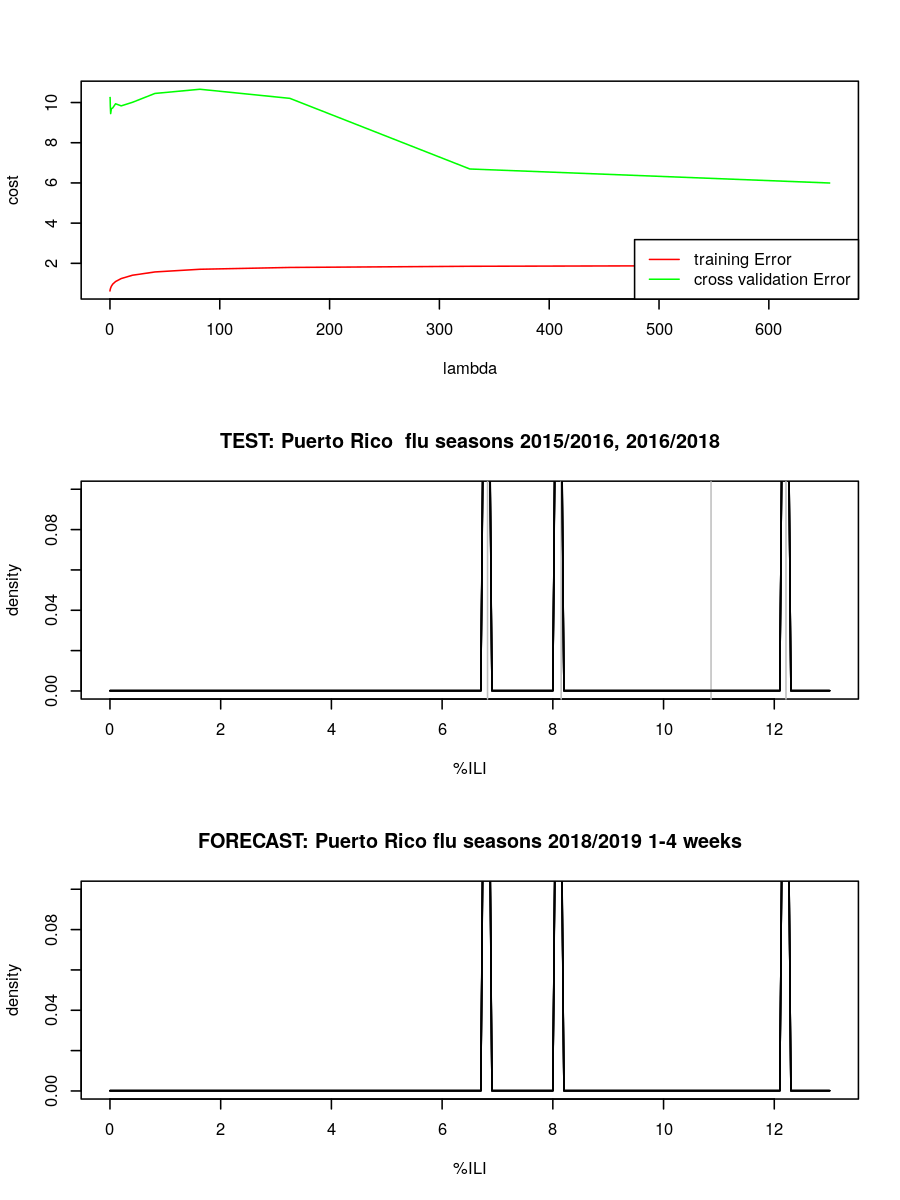 10
8
6
4
2
cost
training Error
cross validation Error
0 100 200 300 400 500 600
lambda
TEST: Puerto Rico  flu seasons 2015/2016, 2016/2018
0.08
0.04
0.00
density
0 2 4 6 8 10 12
%ILI
FORECAST: Puerto Rico flu seasons 2018/2019 1-4 weeks
0.08
0.04
0.00
density
0 2 4 6 8 10 12
%ILI